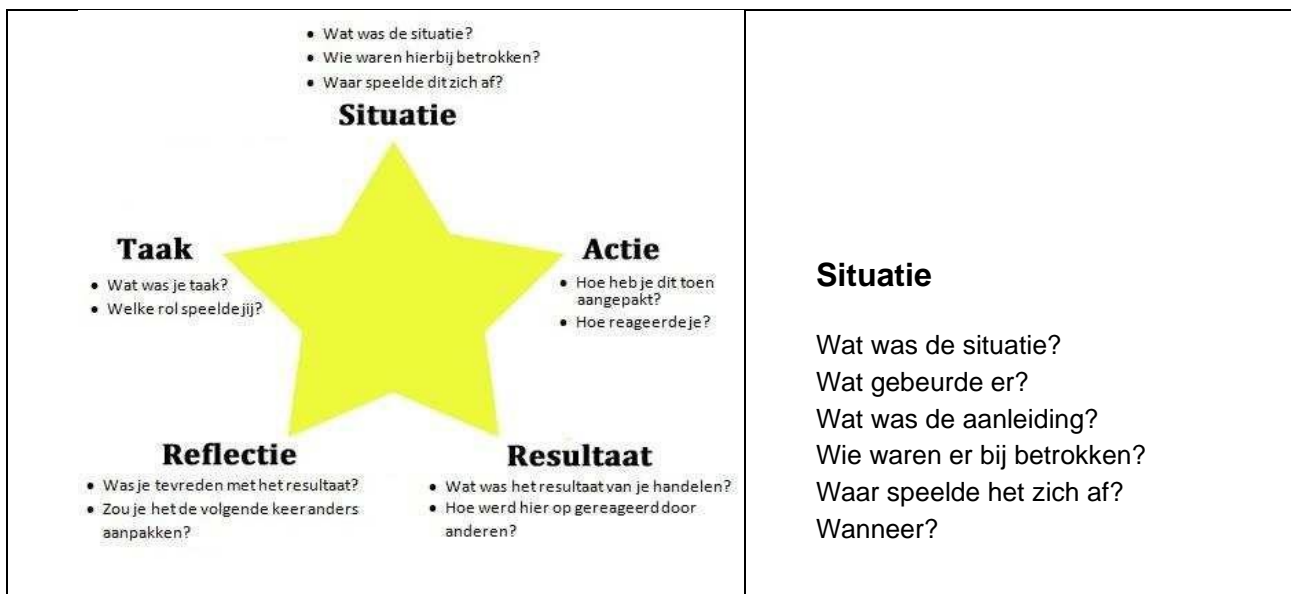 • Wat was de situatie?
• Wie waren hierbij betrokken?
• Waar speelde dit zich af?
Situatie
Taak
• Wat was je taak?
• Welke rol speelde jij?
Actie
• Hoe heb je dit toen
aangepakt?
• Hoe reageerde je?
Reflectie
• Was je tevreden met het resultaat?
• Zou je het de volgende keer anders
aanpakken?
Resultaat
• Wat was het resultaat van je handelen?
• Hoe werd hier op gereageerd door
anderen?
Situatie
Wat was de situatie?
Wat gebeurde er?
Wat was de aanleiding?
Wie waren er bij betrokken?
Waar speelde het zich af?
Wanneer?